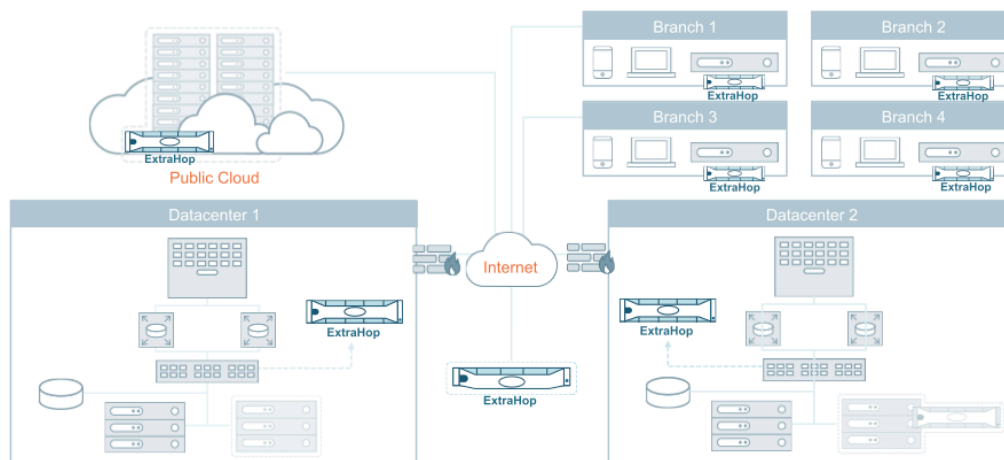 Branch 1
Branch 2
ExtraHop
ExtraHop
Branch 3
Branch 4
ExtraHop
ExtraHop
ExtraHop
Public Cloud
Datacenter 1
Datacenter 2
Internet
ExtraHop
ExtraHop
ExtraHop